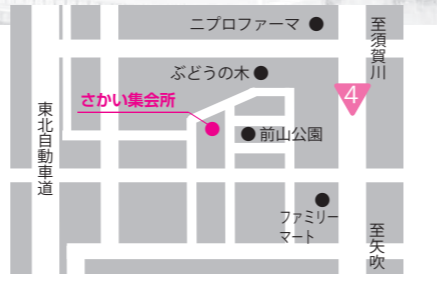 ニプロファーマ
至須賀川
ぶどうの木
さかい集会所
4
東北自動車道
前山公園
ファミリー
マート
至矢吹